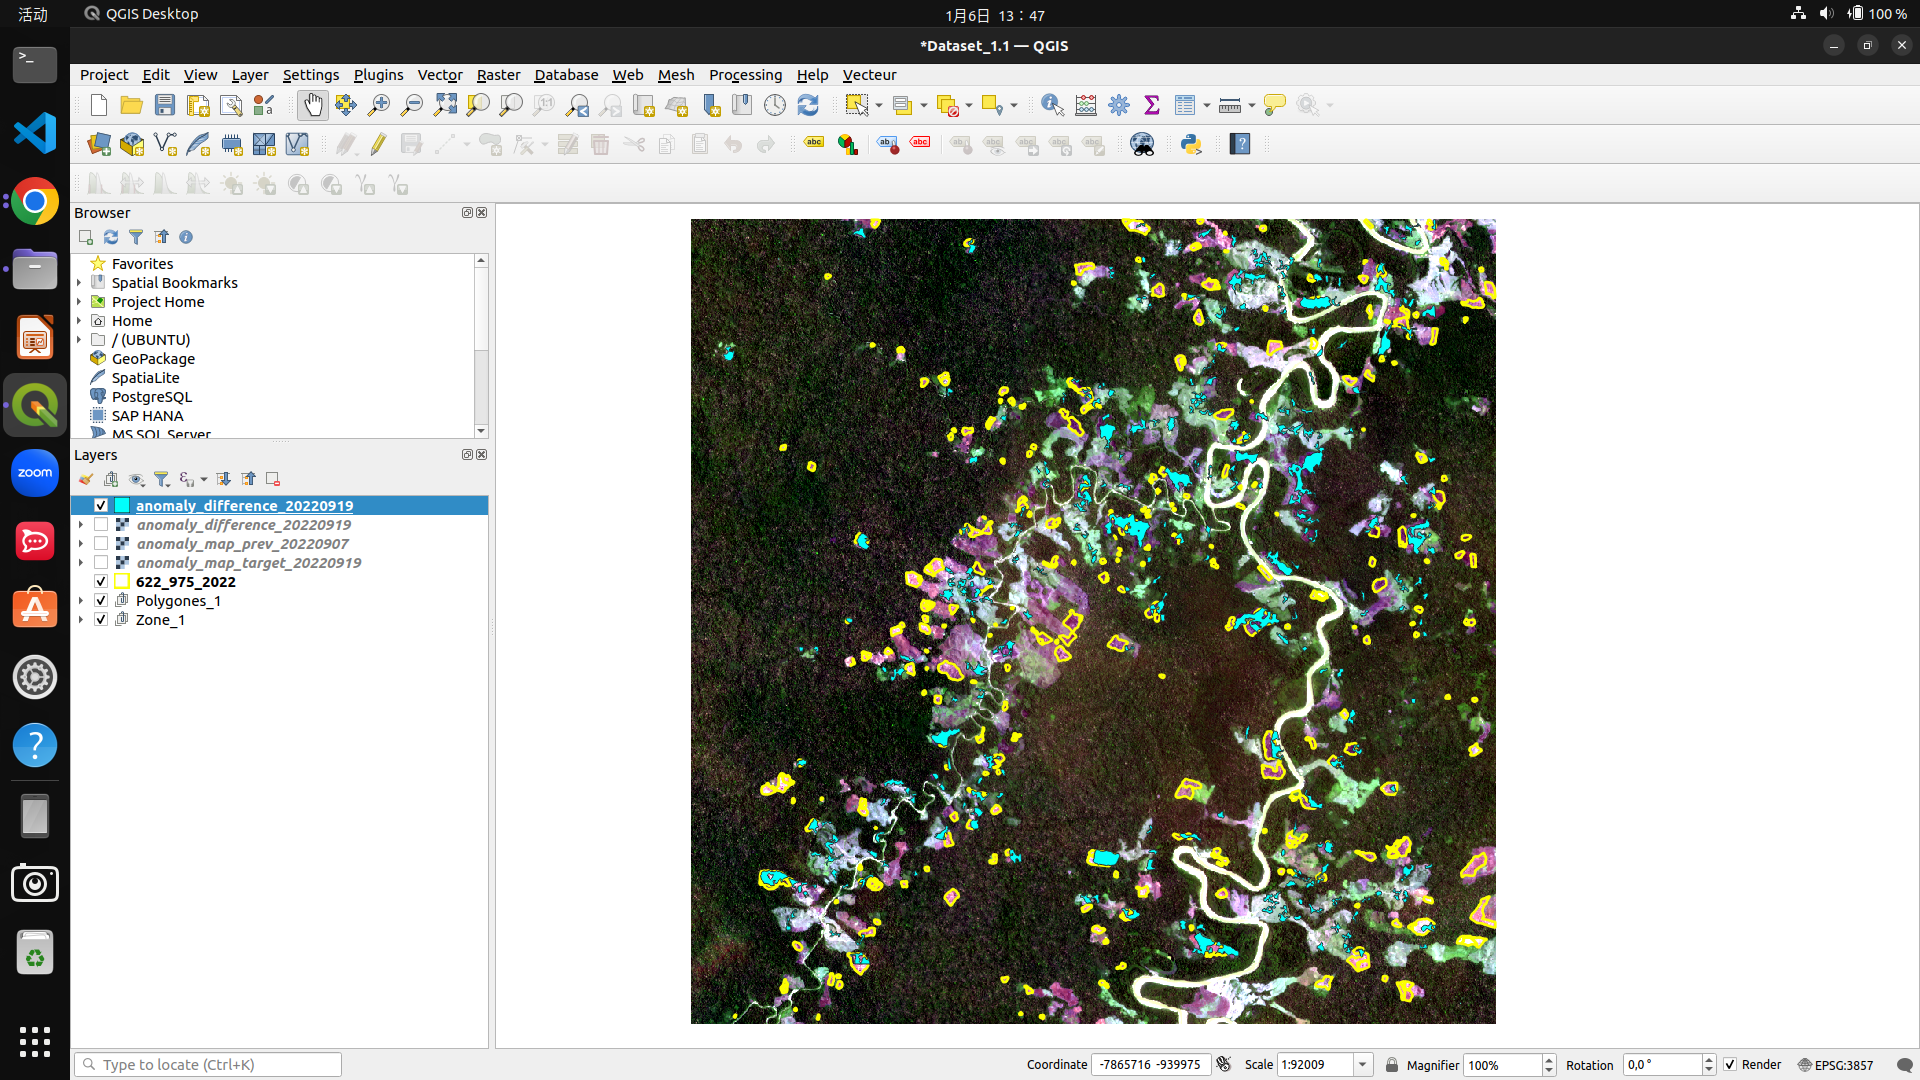 活动
QGIS Desktop
1月6日 13：47
100 %
*Dataset_1.1 — QGIS
Project Edit View Layer Settings Plugins Vector Raster Database Web Mesh Processing Help Vecteur
Browser
Favorites
Spatial Bookmarks
Project Home
Home
/ (UBUNTU)
GeoPackage
SpatiaLite
PostgreSQL
SAP HANA
MS SQL Server
Layers
anomaly_difference_20220919
anomaly_difference_20220919
anomaly_map_prev_20220907
anomaly_map_target_20220919
622_975_2022
Polygones_1
Zone_1
zoom
Type to locate (Ctrl+K)
Coordinate -7865716 -939975 Scale 1:92009 Magnifier 100% Rotation 0,0 ° Render EPSG:3857